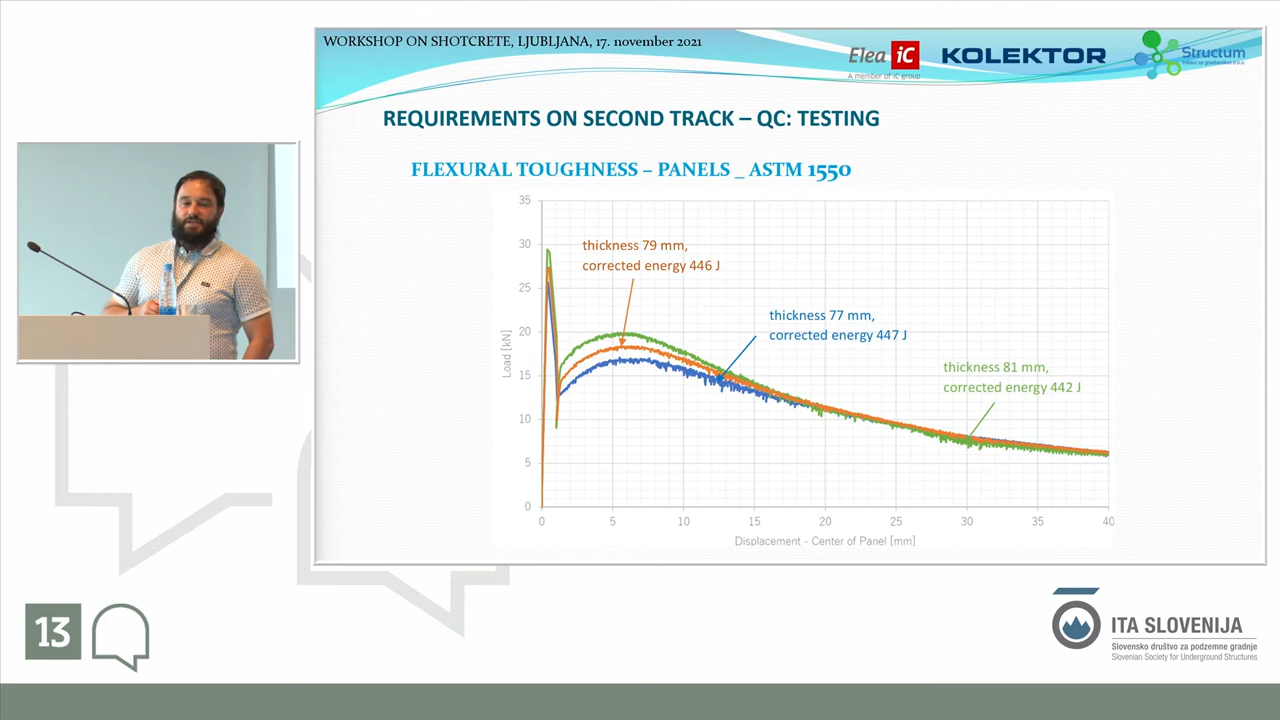 WORKSHOP ON SHOTCRETE, LJUBLJANA, 17. november 2021
Elea iC
A member of iC group
KOLEKTOR
Structum
REQUIREMENTS ON SECOND TRACK – QC: TESTING
FLEXURAL TOUGHNESS – PANELS _ ASTM 1550
35
30
25
20
15
10
5
0
Load [kN]
thickness 79 mm,
corrected energy 446 J
thickness 77 mm,
corrected energy 447 J
thickness 81 mm,
corrected energy 442 J
0 5 10 15 20 25 30 35 40
Displacement - Center of Panel [mm]
13
ITA SLOVENIJA
Slovensko društvo za podzemne gradnje
Slovenian Society for Underground Structures